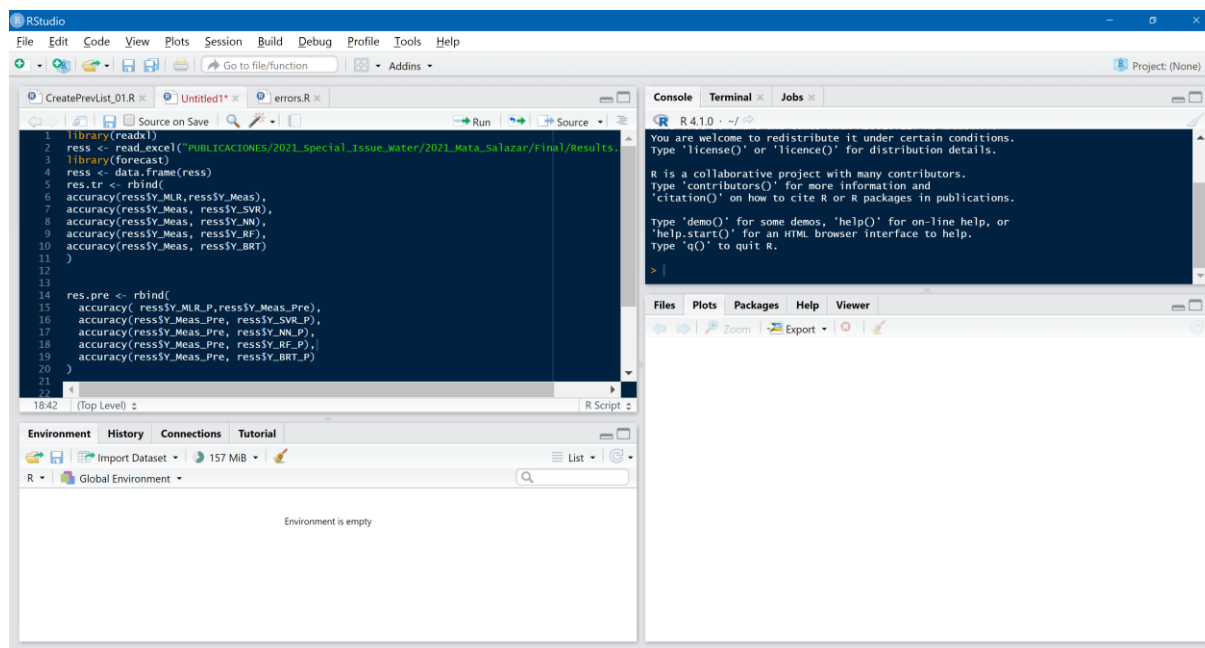 RStudio
File Edit Code View Plots Session Build Debug Profile Tools Help
Go to file/function Addins Project: (None)
CreatePrevList_01.R Untitled1* errors.R
Source on Save Run Source
1 library(readxl)
2 ress <- read_excel("PUBLICACIONES/2021_Special_Issue_Water/2021_Mata_Salazar/Final/Results.
3 library(forecast)
4 ress <- data.frame(ress)
5 res.tr <- rbind(
6 accuracy(ress$Y_MLR,ress$Y_Meas),
7 accuracy(ress$Y_Meas, ress$Y_SVR),
8 accuracy(ress$Y_Meas, ress$Y_NN),
9 accuracy(ress$Y_Meas, ress$Y_RF),
10 accuracy(ress$Y_Meas, ress$Y_BRT)
11 )
12
13
14 res.pre <- rbind(
15 accuracy( ress$Y_MLR_P,ress$Y_Meas_Pre),
16 accuracy(ress$Y_Meas_Pre, ress$Y_SVR_P),
17 accuracy(ress$Y_Meas_Pre, ress$Y_NN_P),
18 accuracy(ress$Y_Meas_Pre, ress$Y_RF_P),
19 accuracy(ress$Y_Meas_Pre, ress$Y_BRT_P)
20 )
21
22
18:42 (Top Level) R Script
Environment History Connections Tutorial
Import Dataset 157 MiB List
R Global Environment
Environment is empty
Console Terminal Jobs
R 4.1.0 · ~/
You are welcome to redistribute it under certain conditions.
Type 'license()' or 'licence()' for distribution details.
R is a collaborative project with many contributors.
Type 'contributors()' for more information and
'citation()' on how to cite R or R packages in publications.
Type 'demo()' for some demos, 'help()' for on-line help, or
'help.start()' for an HTML browser interface to help.
Type 'q()' to quit R.
>
Files Plots Packages Help Viewer
Zoom Export